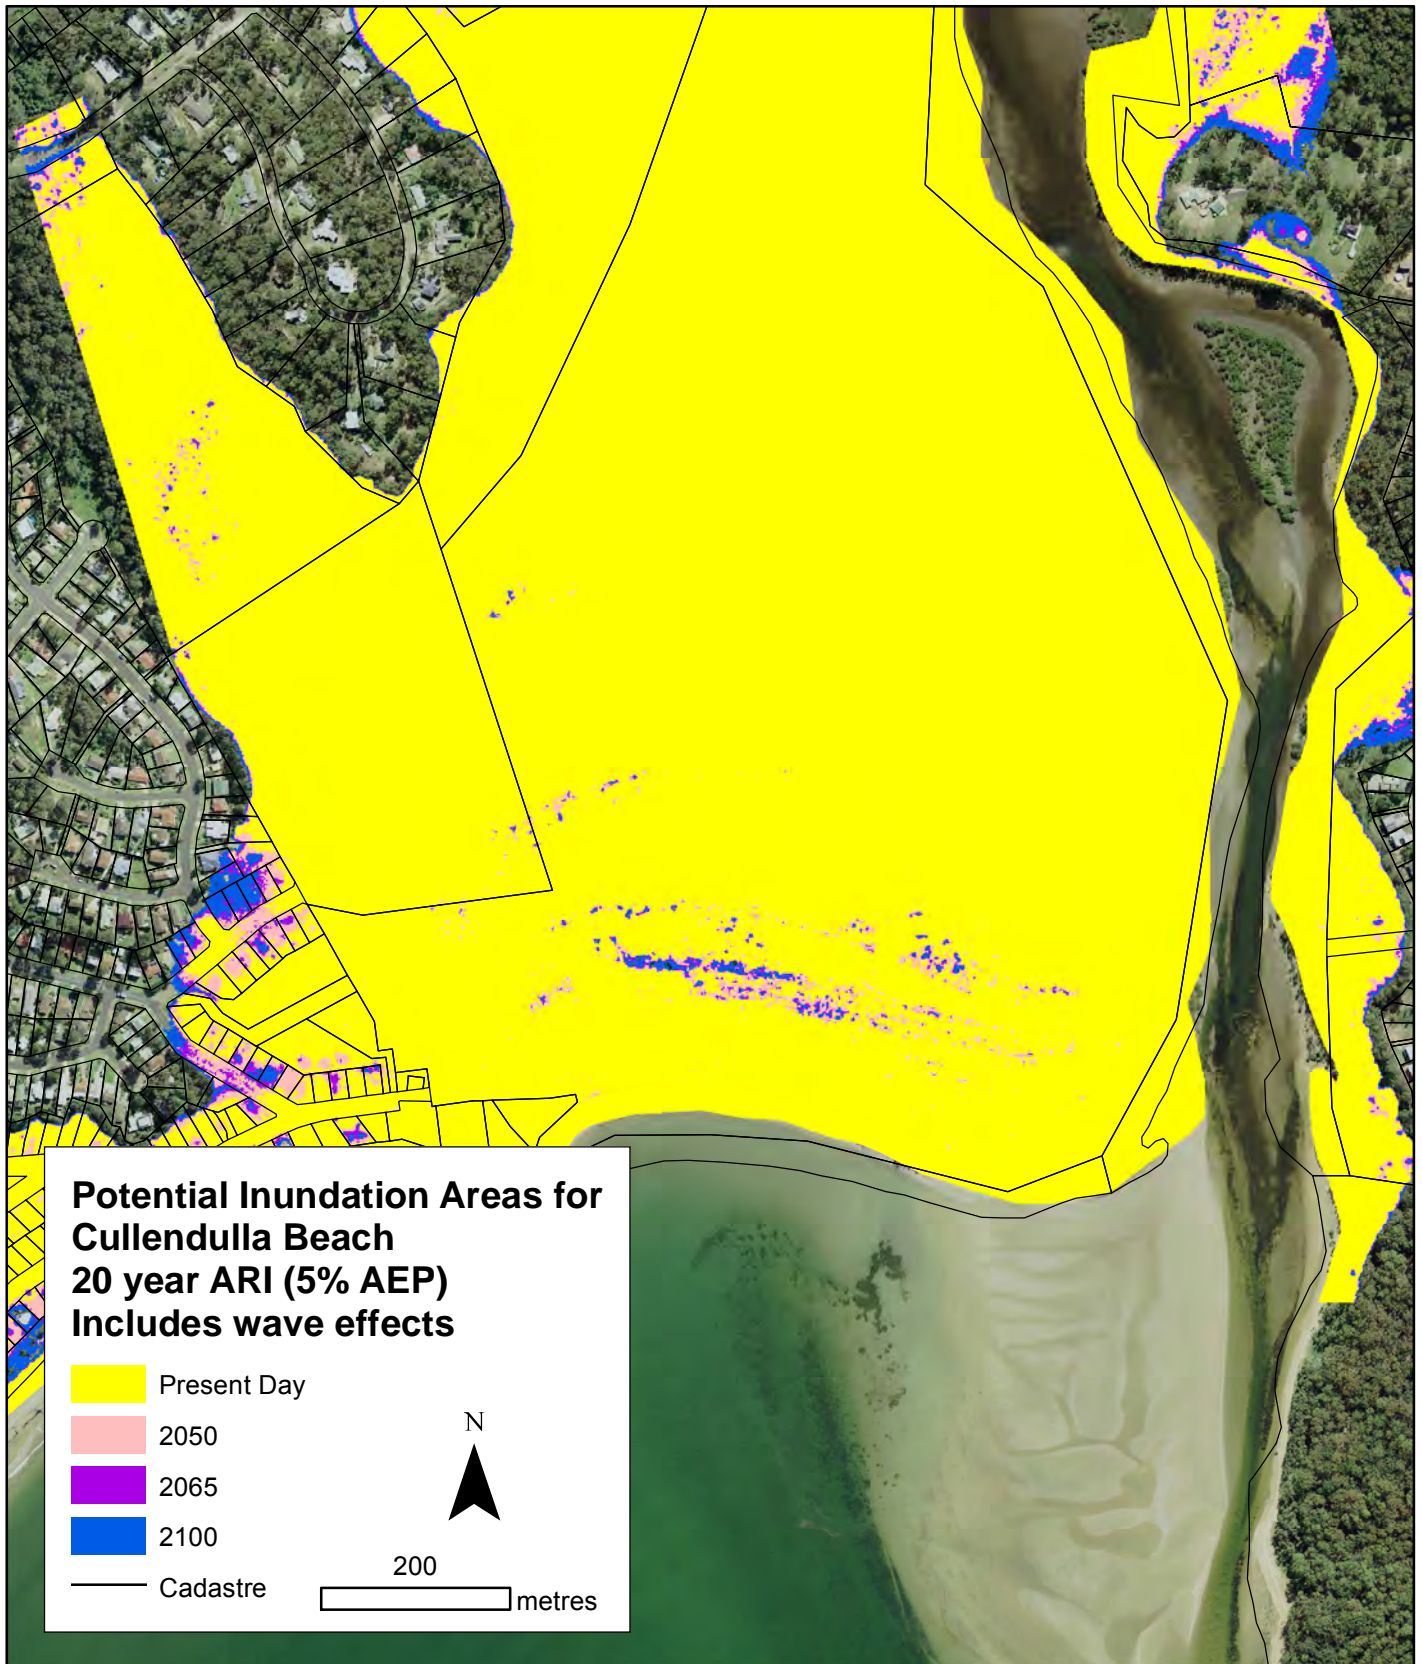 Potential Inundation Areas for
Cullendulla Beach
20 year ARI (5% AEP)
Includes wave effects
Present Day
2050
2065
2100
Cadastre
N
200
metres